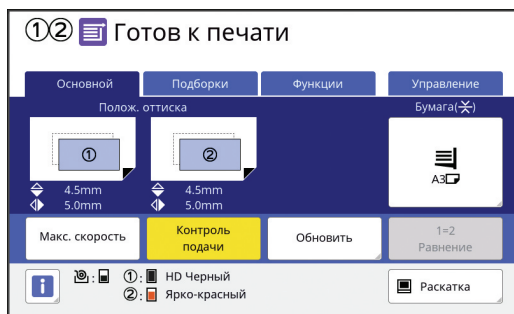 ①② Готов к печати
Основной Подборки Функции Управление
Полож. оттиска Бумага( )
① ②
4.5mm 4.5mm
5.0mm 5.0mm
A3
Макс. скорость Контроль подачи Обновить 1=2 Равнение
i ①: HD Черный
②: Ярко-красный
Раскатка